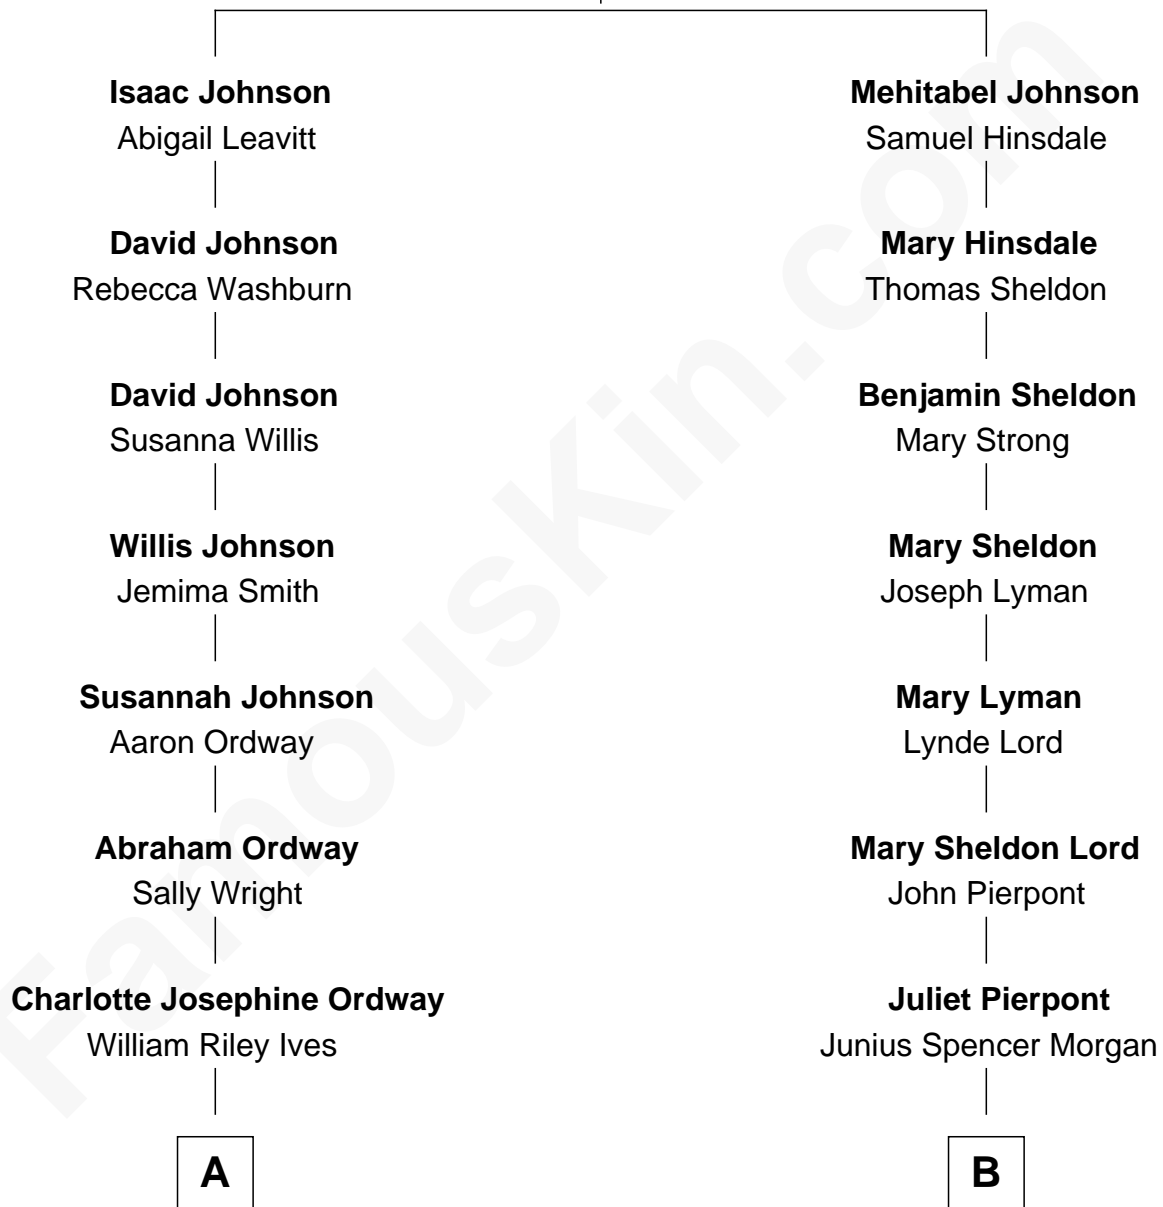 Isaac Johnson
Abigail Leavitt
Mehitabel Johnson
Samuel Hinsdale
David Johnson
Rebecca Washburn
Mary Hinsdale
Thomas Sheldon
David Johnson
Susanna Willis
Benjamin Sheldon
Mary Strong
Willis Johnson
Jemima Smith
Mary Sheldon
Joseph Lyman
Susannah Johnson
Aaron Ordway
Mary Lyman
Lynde Lord
Abraham Ordway
Sally Wright
Mary Sheldon Lord
John Pierpont
Charlotte Josephine Ordway
William Riley Ives
Juliet Pierpont
Junius Spencer Morgan
A
B
FamousKin.com